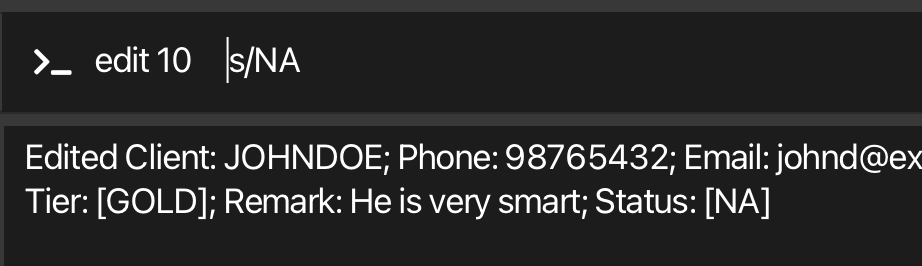 >_ edit 10    s/NA
Edited Client: JOHNDOE; Phone: 98765432; Email: johnd@ex
Tier: [GOLD]; Remark: He is very smart; Status: [NA]